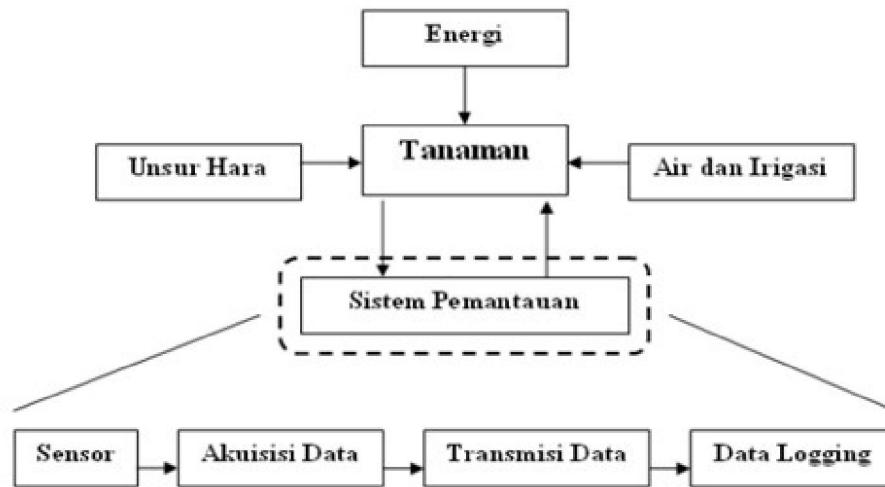 Energi
Unsur Hara
Tanaman
Air dan Irigasi
Sistem Pemantauan
Sensor
Akuisisi Data
Transmisi Data
Data Logging